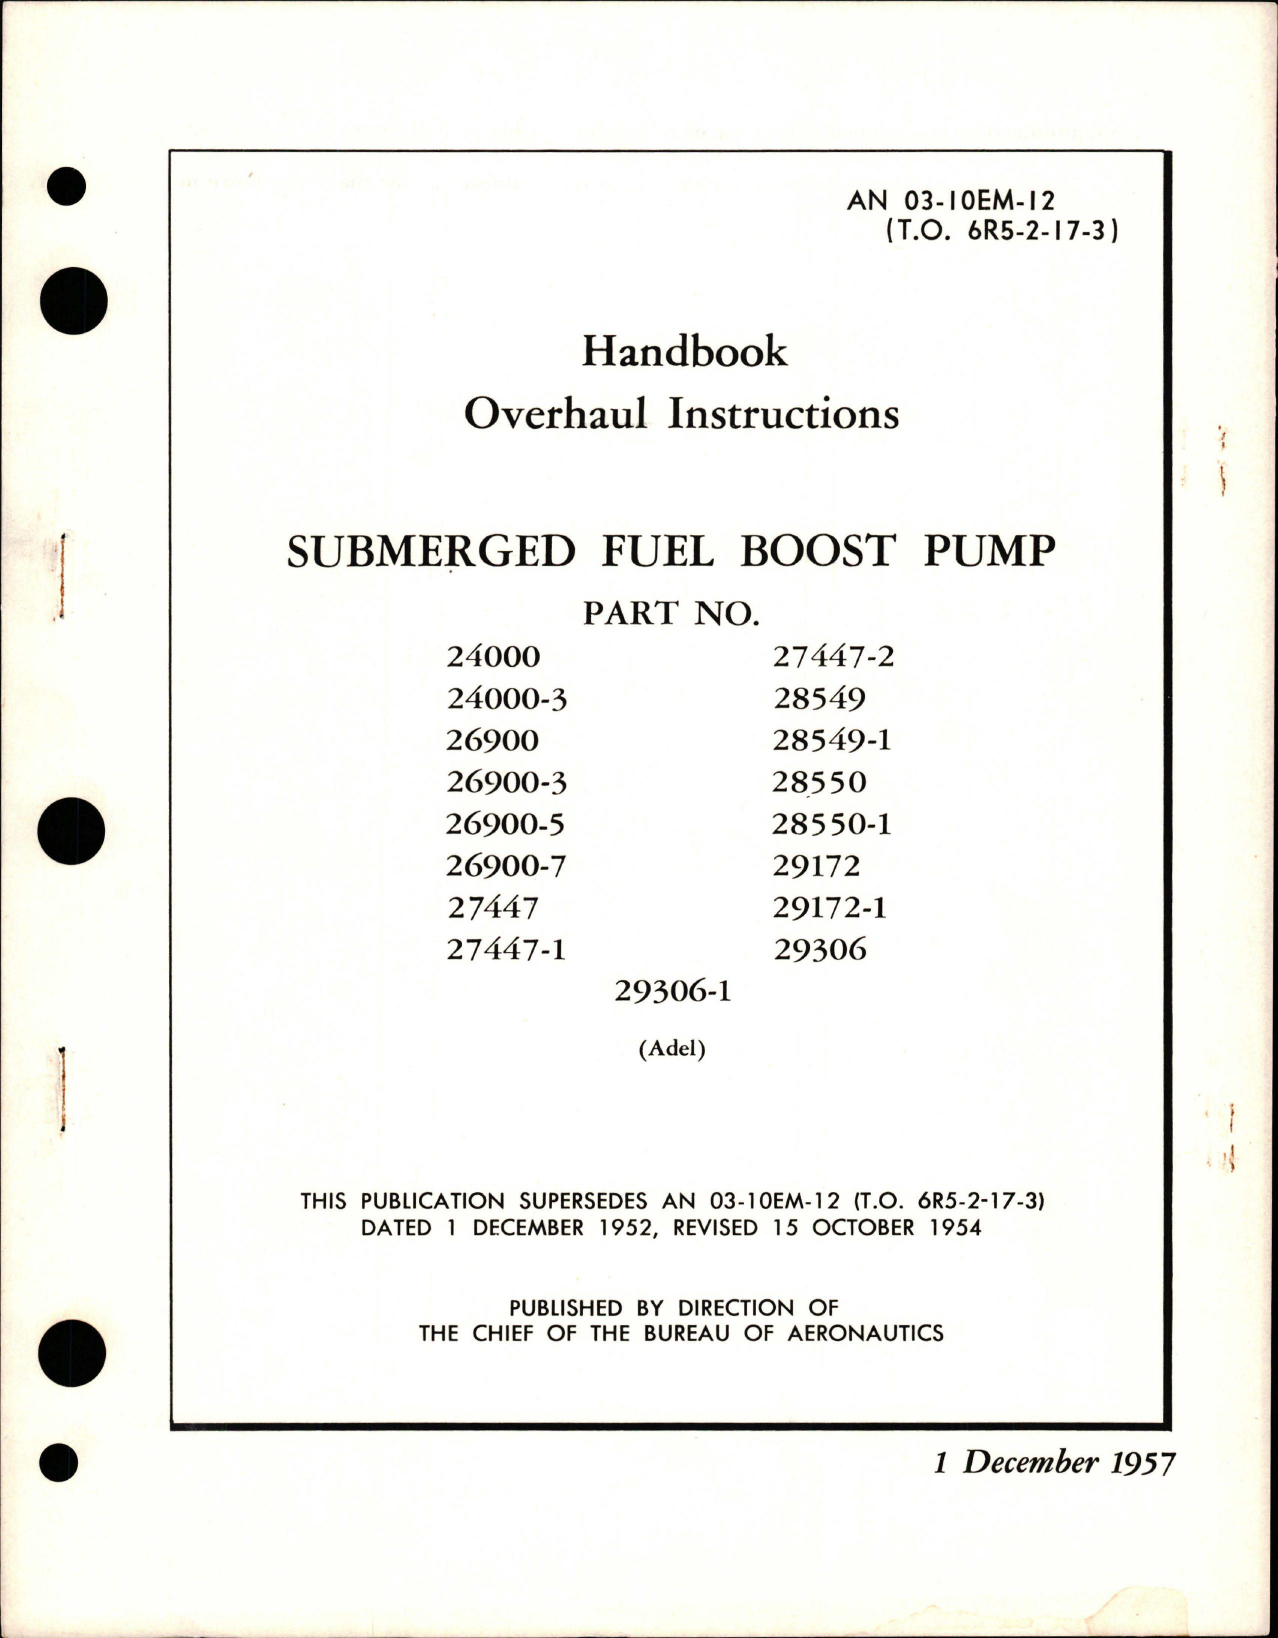 AN 03-10EM-12
(T.O. 6R5-2-17-3)
Handbook
Overhaul Instructions
SUBMERGED FUEL BOOST PUMP
PART NO.
24000 27447-2
24000-3 28549
26900 28549-1
26900-3 28550
26900-5 28550-1
26900-7 29172
27447 29172-1
27447-1 29306
29306-1
(Adel)
THIS PUBLICATION SUPERSEDES AN 03-10EM-12 (T.O. 6R5-2-17-3)
DATED 1 DECEMBER 1952, REVISED 15 OCTOBER 1954
PUBLISHED BY DIRECTION OF
THE CHIEF OF THE BUREAU OF AERONAUTICS
1 December 1957